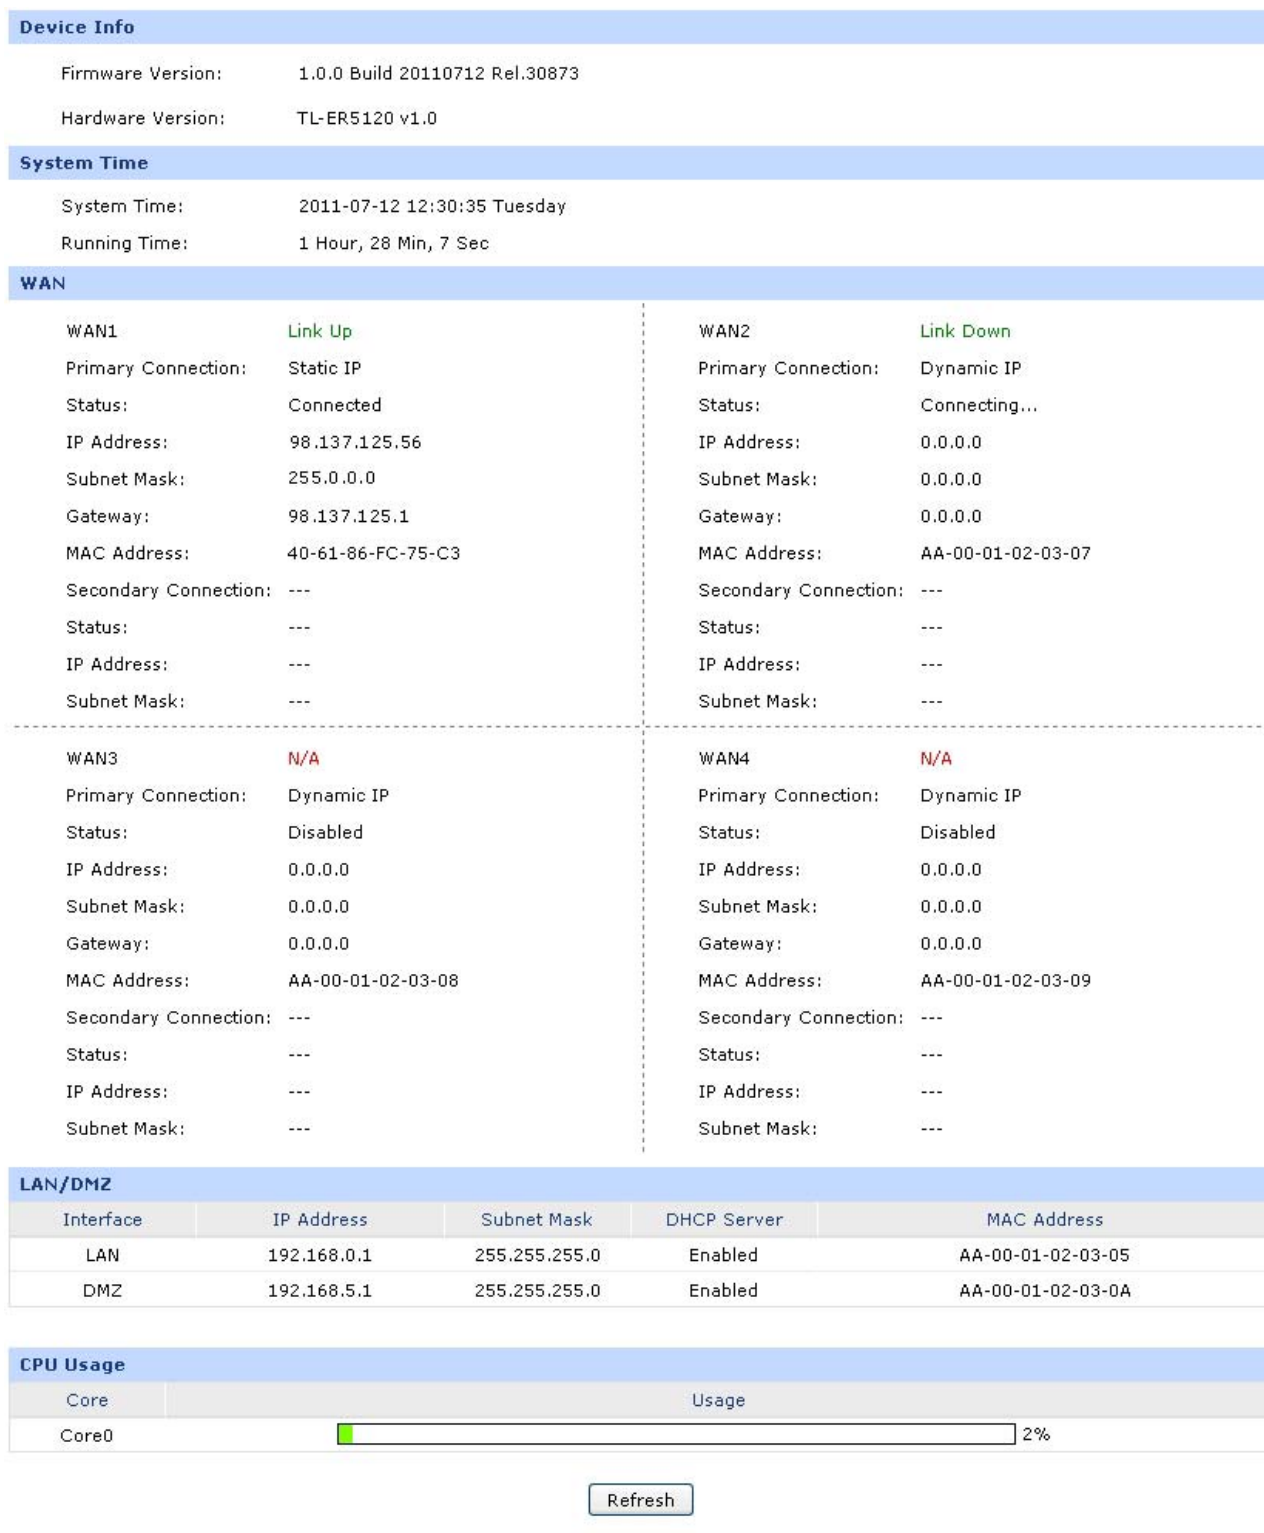 Device Info
Firmware Version: 1.0.0 Build 20110712 Rel.30873
Hardware Version: TL-ER5120 v1.0
System Time
System Time: 2011-07-12 12:30:35 Tuesday
Running Time: 1 Hour, 28 Min, 7 Sec
WAN
WAN1 Link Up
Primary Connection: Static IP
Status: Connected
IP Address: 98.137.125.56
Subnet Mask: 255.0.0.0
Gateway: 98.137.125.1
MAC Address: 40-61-86-FC-75-C3
Secondary Connection: ---
Status: ---
IP Address: ---
Subnet Mask: ---
WAN2 Link Down
Primary Connection: Dynamic IP
Status: Connecting...
IP Address: 0.0.0.0
Subnet Mask: 0.0.0.0
Gateway: 0.0.0.0
MAC Address: AA-00-01-02-03-07
Secondary Connection: ---
Status: ---
IP Address: ---
Subnet Mask: ---
WAN3 N/A
Primary Connection: Dynamic IP
Status: Disabled
IP Address: 0.0.0.0
Subnet Mask: 0.0.0.0
Gateway: 0.0.0.0
MAC Address: AA-00-01-02-03-08
Secondary Connection: ---
Status: ---
IP Address: ---
Subnet Mask: ---
WAN4 N/A
Primary Connection: Dynamic IP
Status: Disabled
IP Address: 0.0.0.0
Subnet Mask: 0.0.0.0
Gateway: 0.0.0.0
MAC Address: AA-00-01-02-03-09
Secondary Connection: ---
Status: ---
IP Address: ---
Subnet Mask: ---
LAN/DMZ
Interface IP Address Subnet Mask DHCP Server MAC Address
LAN 192.168.0.1 255.255.255.0 Enabled AA-00-01-02-03-05
DMZ 192.168.5.1 255.255.255.0 Enabled AA-00-01-02-03-0A
CPU Usage
Core Usage
Core0 2%
Refresh